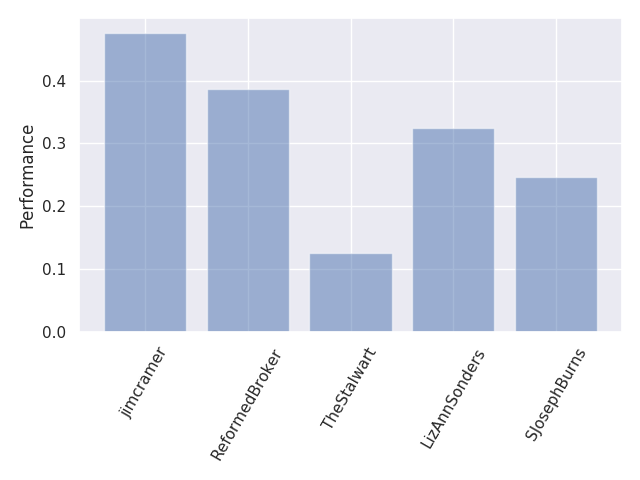 0.4
0.3
0.2
0.1
0.0
Performance
jimcramer
ReformedBroker
TheStalwart
LizAnnSonders
SJosephBurns